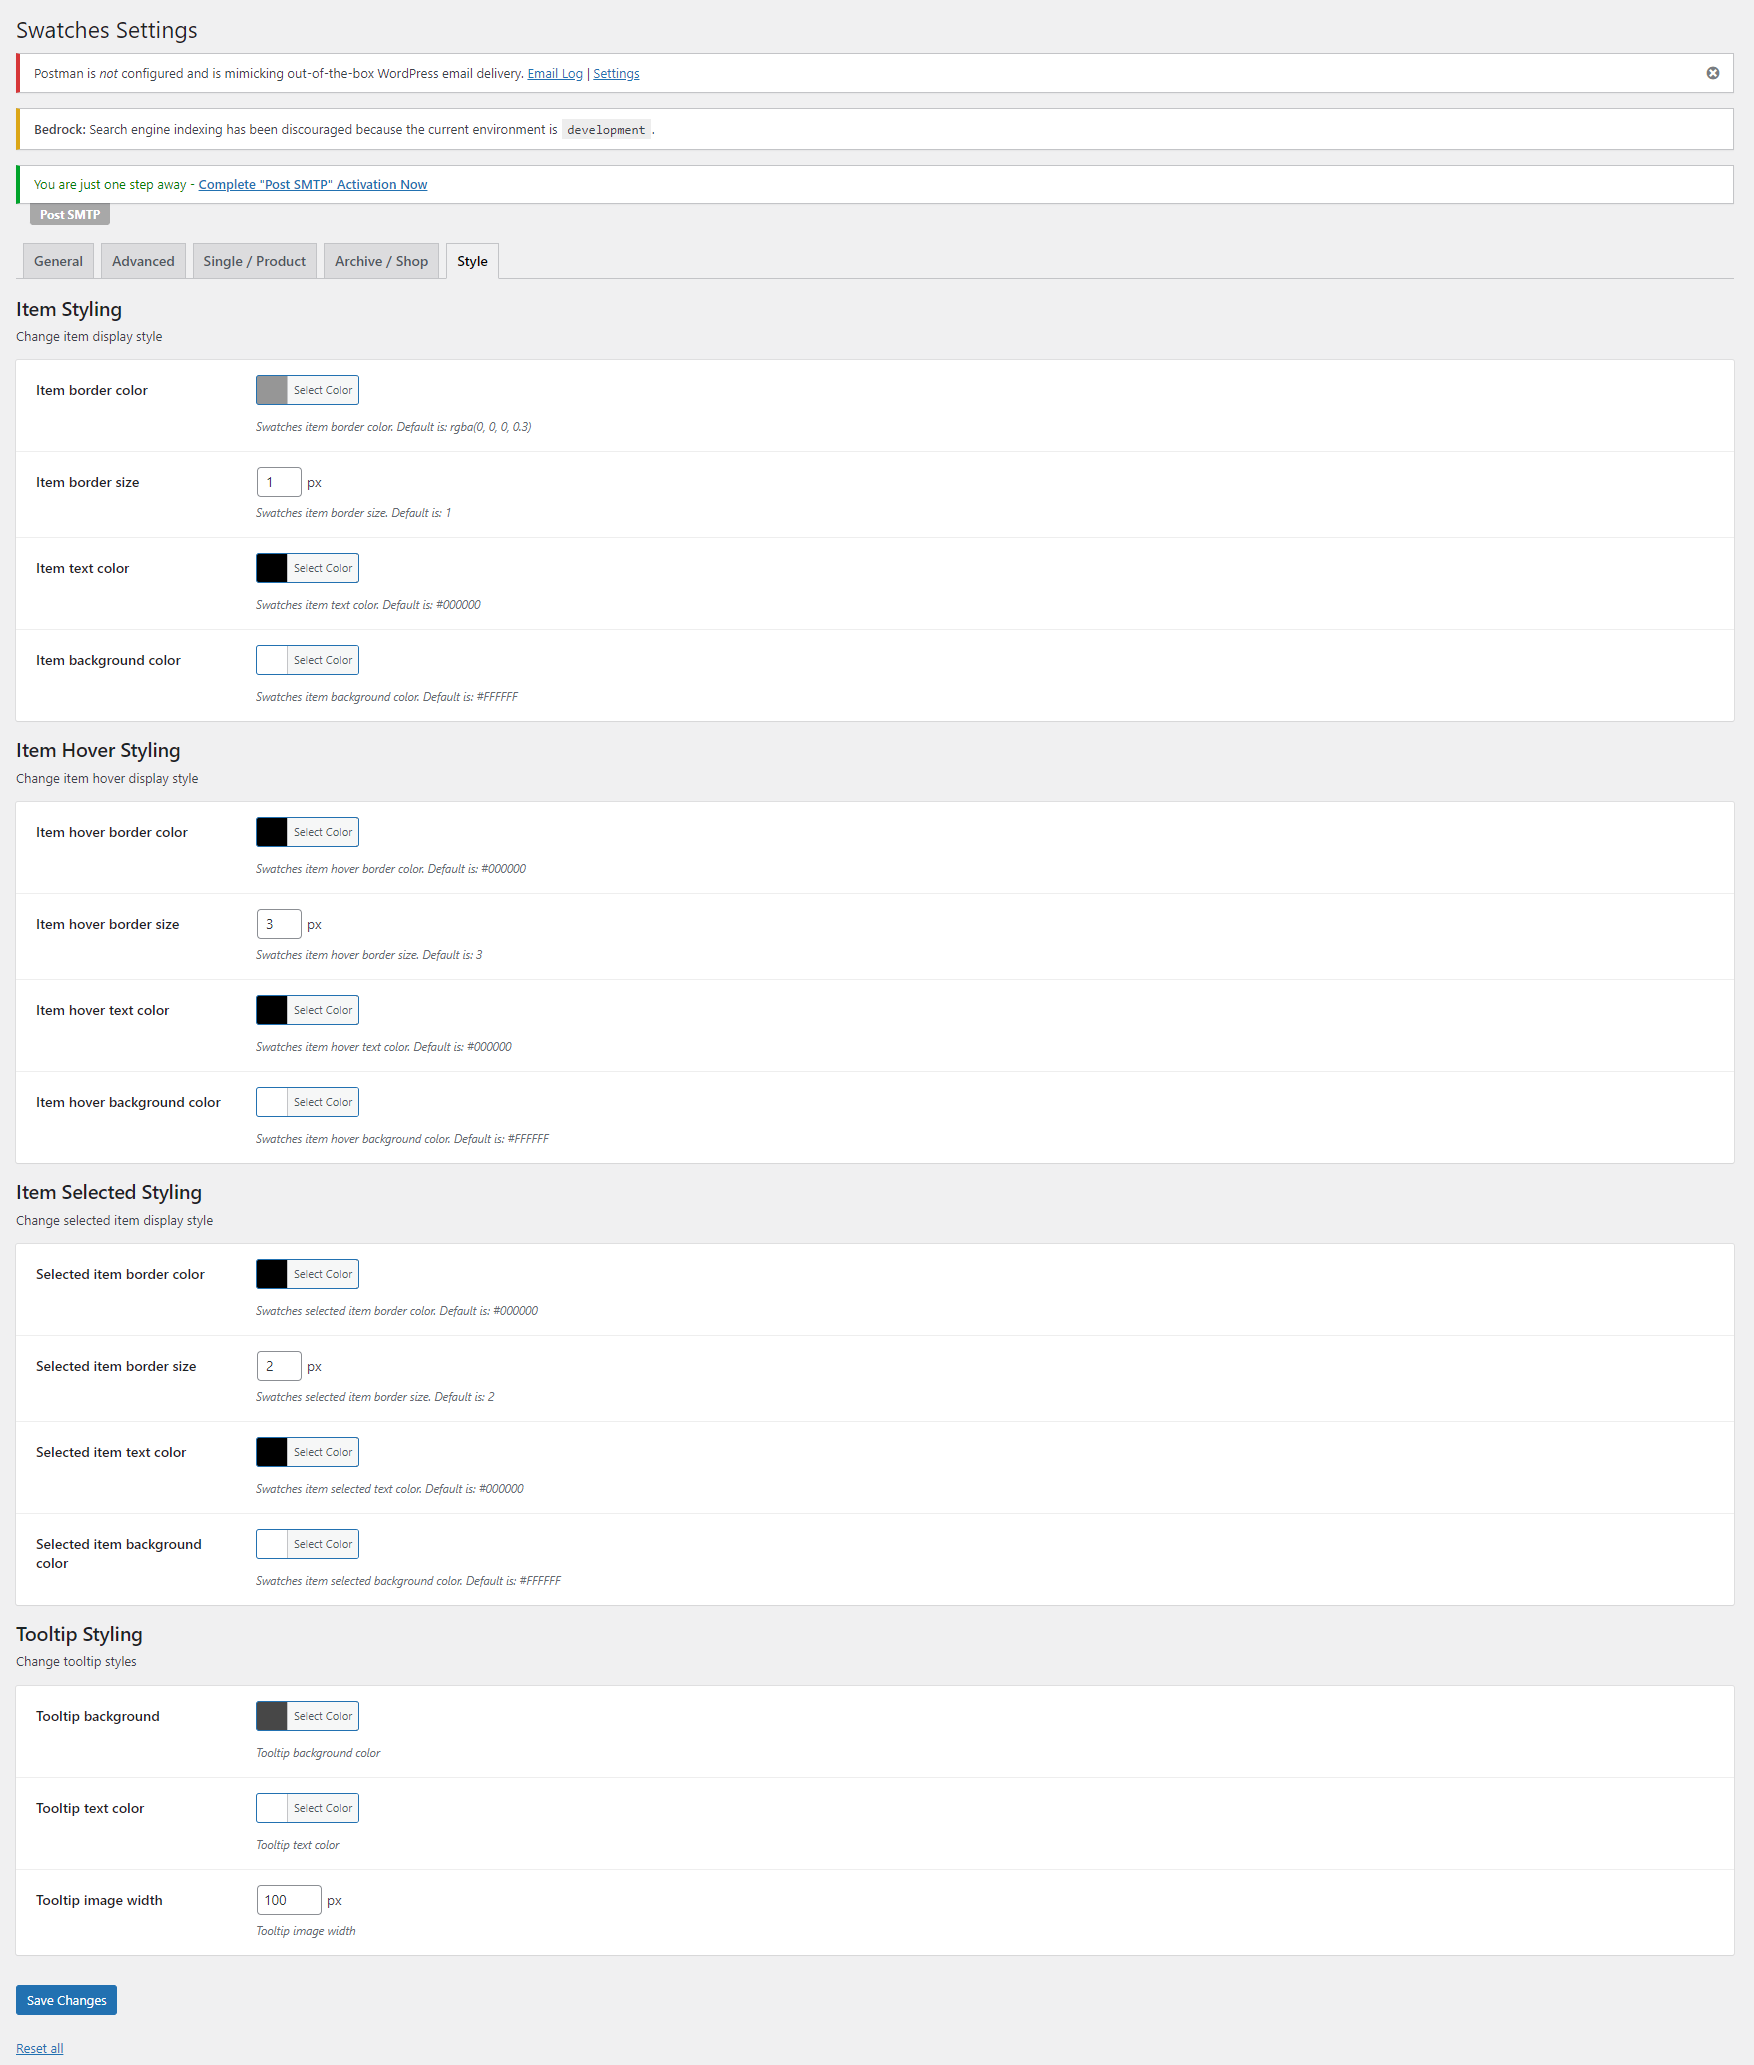 Swatches Settings
Postman is not configured and is mimicking out-of-the-box WordPress email delivery. Email Log | Settings
Bedrock: Search engine indexing has been discouraged because the current environment is development.
You are just one step away - Complete "Post SMTP" Activation Now
Post SMTP
General Advanced Single / Product Archive / Shop Style
Item Styling
Change item display style
Item border color Select Color
Swatches item border color. Default is: rgba(0, 0, 0, 0.3)
Item border size 1 px
Swatches item border size. Default is: 1
Item text color Select Color
Swatches item text color. Default is: #000000
Item background color Select Color
Swatches item background color. Default is: #FFFFFF
Item Hover Styling
Change item hover display style
Item hover border color Select Color
Swatches item hover border color. Default is: #000000
Item hover border size 3 px
Swatches item hover border size. Default is: 3
Item hover text color Select Color
Swatches item hover text color. Default is: #000000
Item hover background color Select Color
Swatches item hover background color. Default is: #FFFFFF
Item Selected Styling
Change selected item display style
Selected item border color Select Color
Swatches selected item border color. Default is: #000000
Selected item border size 2 px
Swatches selected item border size. Default is: 2
Selected item text color Select Color
Swatches item selected text color. Default is: #000000
Selected item background Select Color
color
Swatches item selected background color. Default is: #FFFFFF
Tooltip Styling
Change tooltip styles
Tooltip background Select Color
Tooltip background color
Tooltip text color Select Color
Tooltip text color
Tooltip image width 100 px
Tooltip image width
Save Changes
Reset all